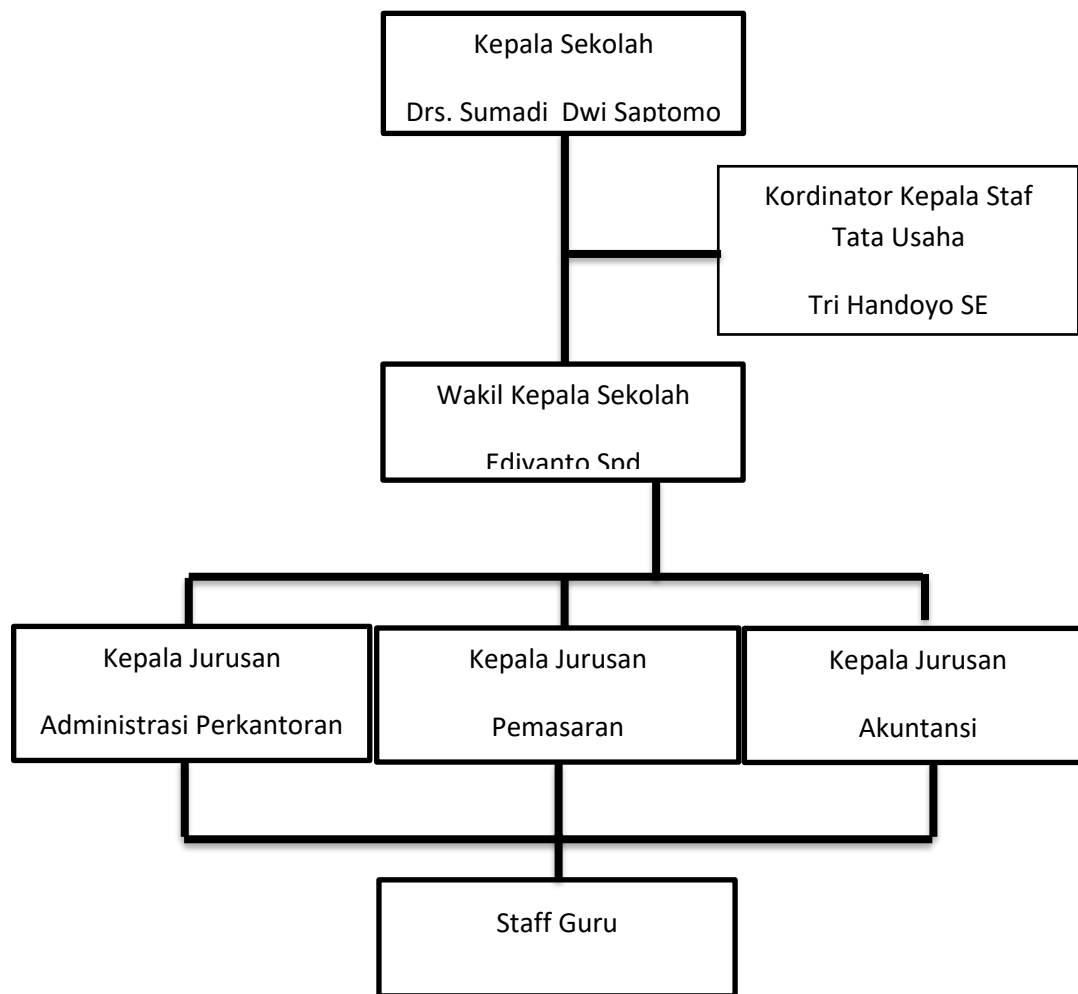 Kepala Sekolah
Drs. Sumadi Dwi Saptomo
Kordinator Kepala Staf
Tata Usaha
Tri Handoyo SE
Wakil Kepala Sekolah
Ediyanto Spd
Kepala Jurusan
Administrasi Perkantoran
Kepala Jurusan
Pemasaran
Kepala Jurusan
Akuntansi
Staff Guru